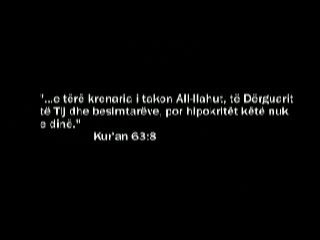 "...e tërë krenaria i takon All-llahut, të Dërguarit
të Tij dhe besimtarëve, por hipokritët këtë nuk
e dinë."
Kur'an 63:8